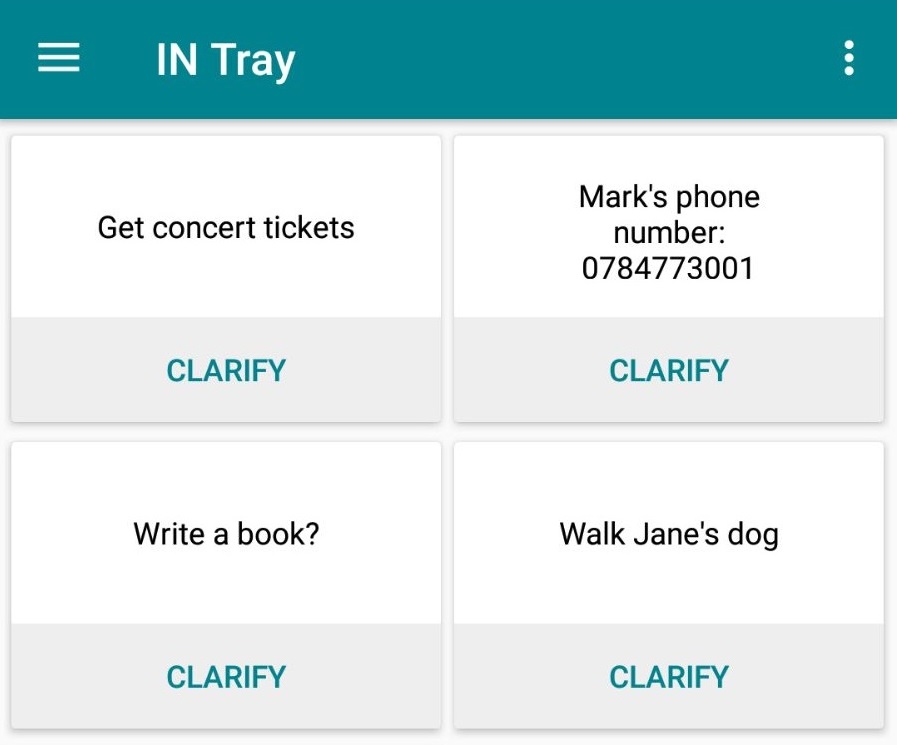 IN Tray
Get concert tickets
CLARIFY
Mark's phone
number:
0784773001
CLARIFY
Write a book?
CLARIFY
Walk Jane's dog
CLARIFY